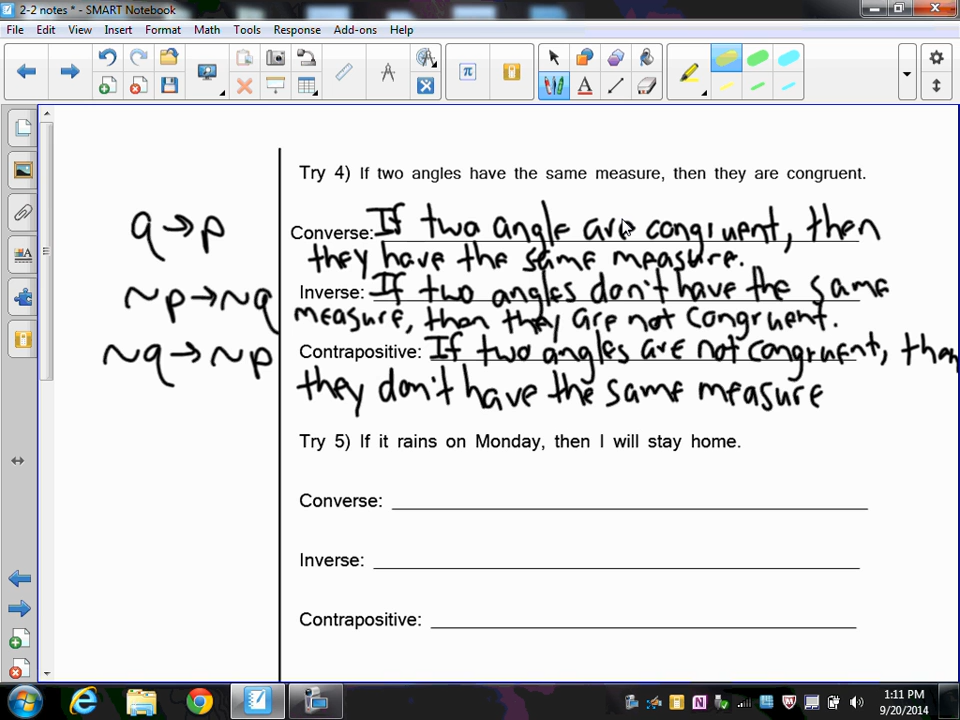 2-2 notes * - SMART Notebook
File Edit View Insert Format Math Tools Response Add-ons Help
Try 4) If two angles have the same measure, then they are congruent.
q→p
Converse: If two angle are congruent, then
they have the same measure.
~p→~q
Inverse: If two angles don't have the same
measure, then they are not congruent.
~q→~p
Contrapositive: If two angles are not congruent, then
they don't have the same measure
Try 5) If it rains on Monday, then I will stay home.
Converse:
Inverse:
Contrapositive:
1:11 PM
9/20/2014